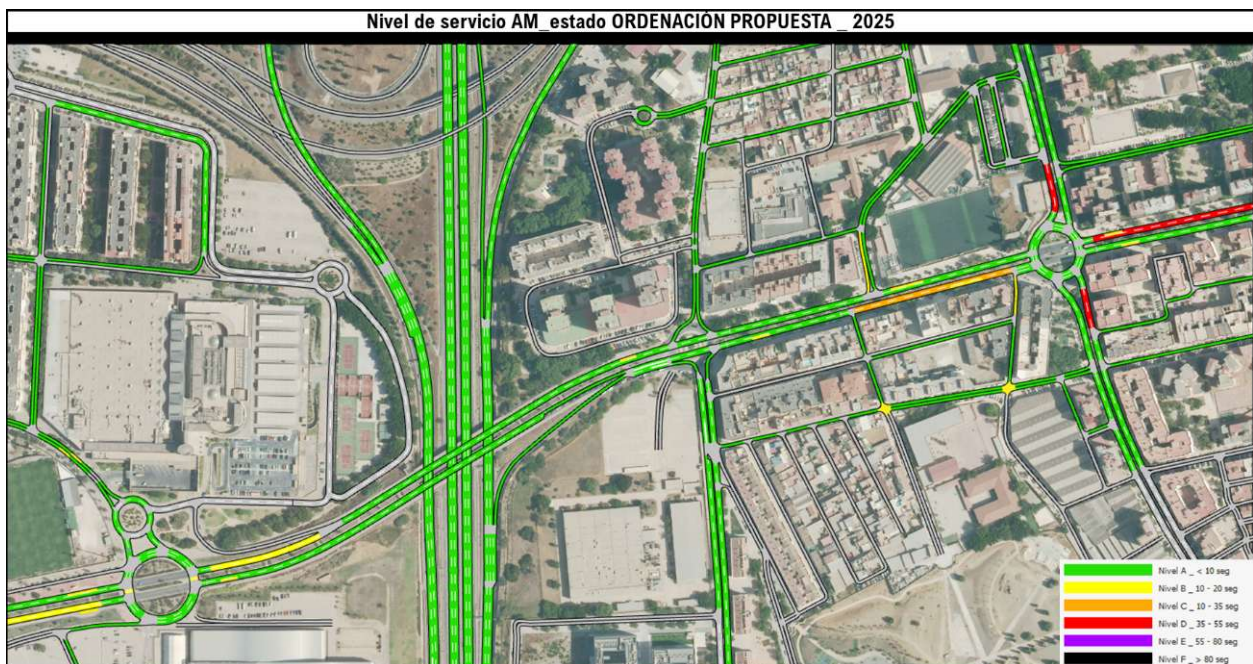 Nivel de servicio AM_estado ORDENACIÓN PROPUESTA _ 2025
Nivel A _ < 10 seg
Nivel B _ 10 - 20 seg
Nivel C _ 10 - 35 seg
Nivel D _ 35 - 55 seg
Nivel E _ 55 - 80 seg
Nivel F _ > 80 seg